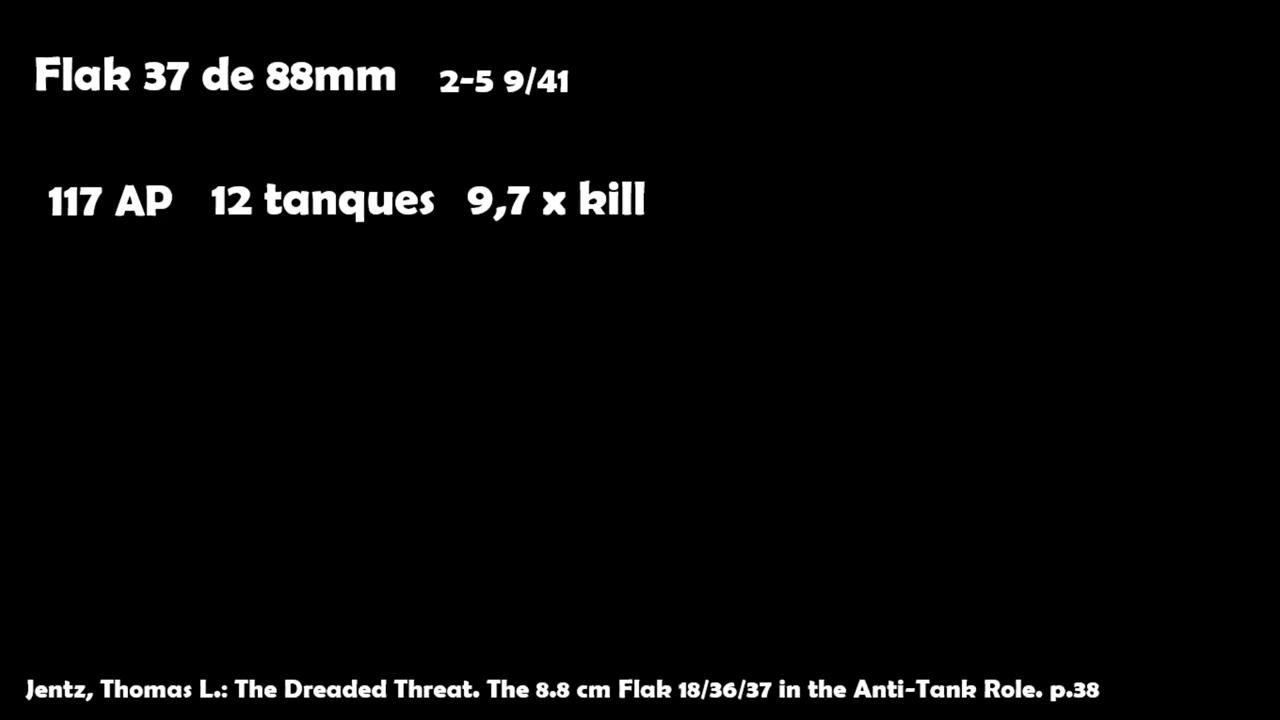 Flak 37 de 88mm 2-5 9/41
117 AP 12 tanques 9,7 x kill
Jentz, Thomas L.: The Dreaded Threat. The 8.8 cm Flak 18/36/37 in the Anti-Tank Role. p.38